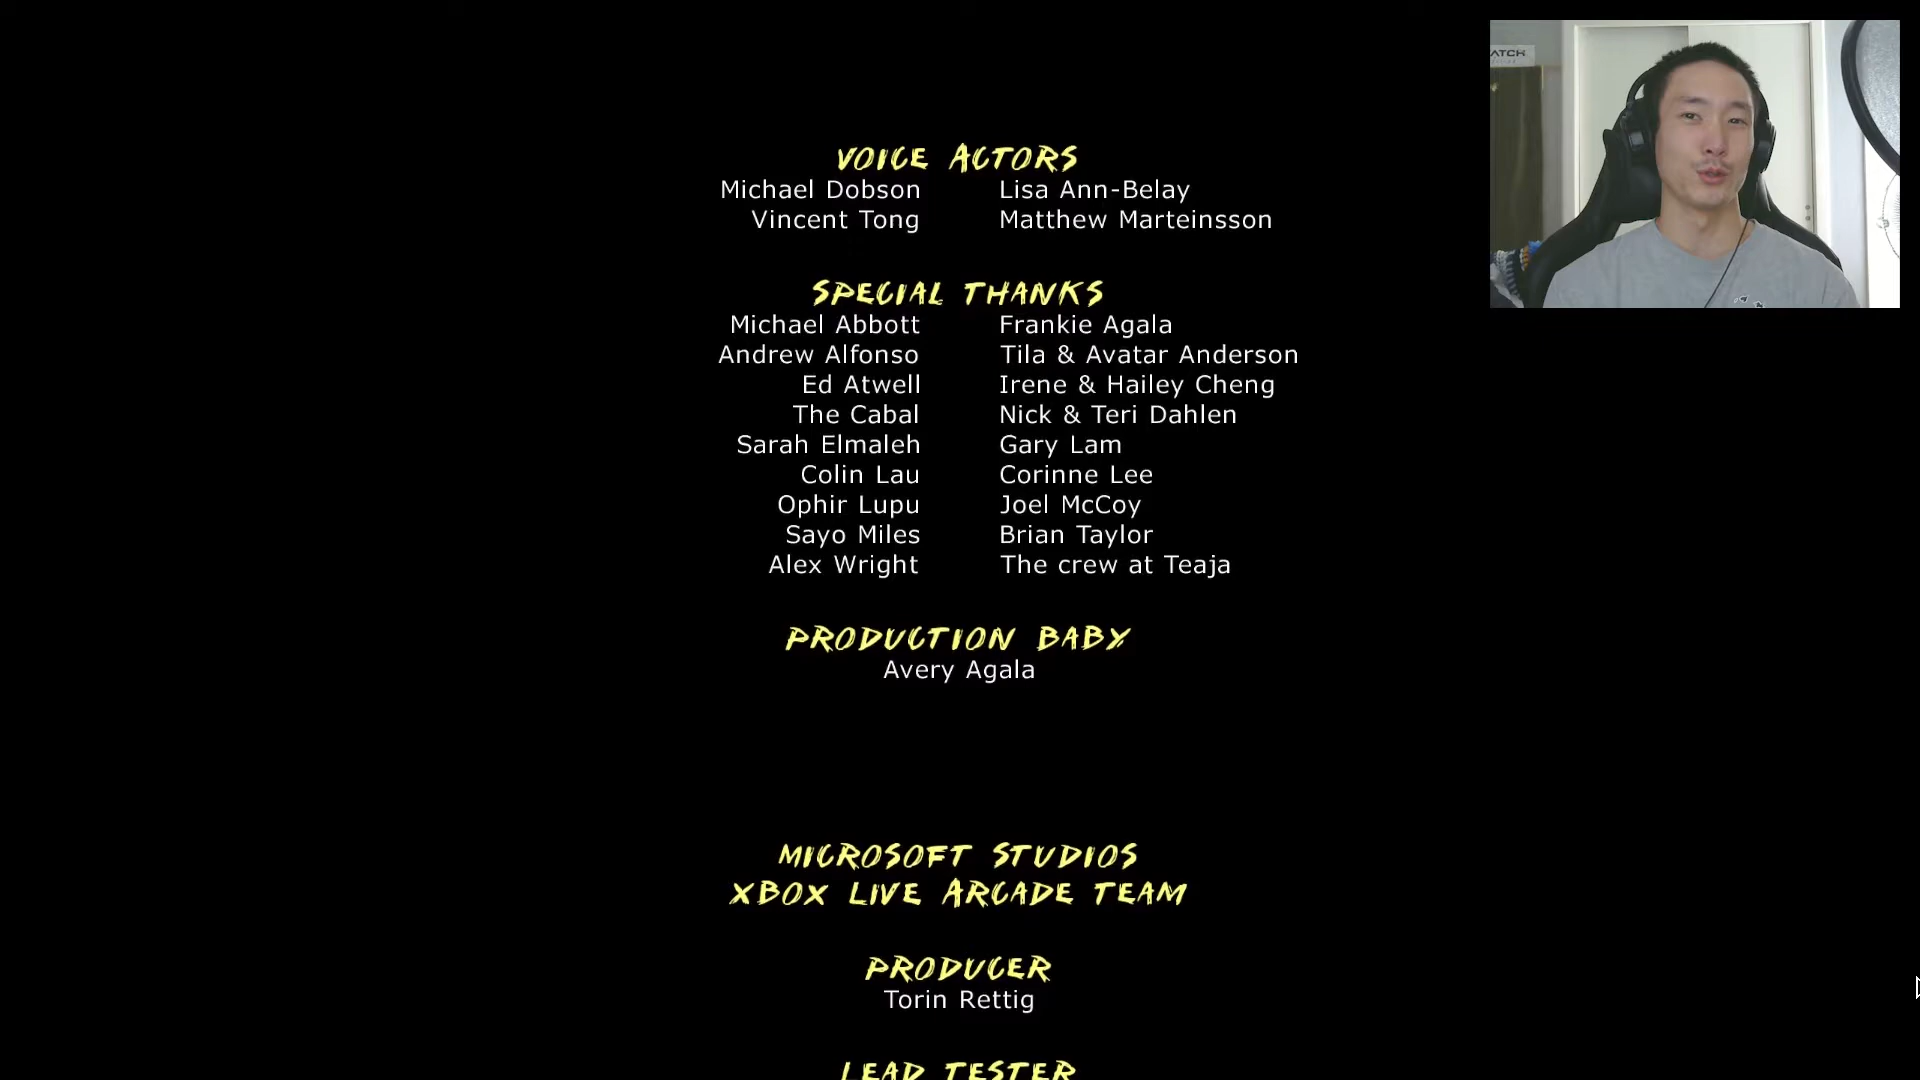 VOICE ACTORS
Michael Dobson Lisa Ann-Belay
Vincent Tong Matthew Marteinsson
SPECIAL THANKS
Michael Abbott Frankie Agala
Andrew Alfonso Tila & Avatar Anderson
Ed Atwell Irene & Hailey Cheng
The Cabal Nick & Teri Dahlen
Sarah Elmaleh Gary Lam
Colin Lau Corinne Lee
Ophir Lupu Joel McCoy
Sayo Miles Brian Taylor
Alex Wright The crew at Teaja
PRODUCTION BABY
Avery Agala
MICROSOFT STUDIOS
XBOX LIVE ARCADE TEAM
PRODUCER
Torin Rettig
LEAD TESTER